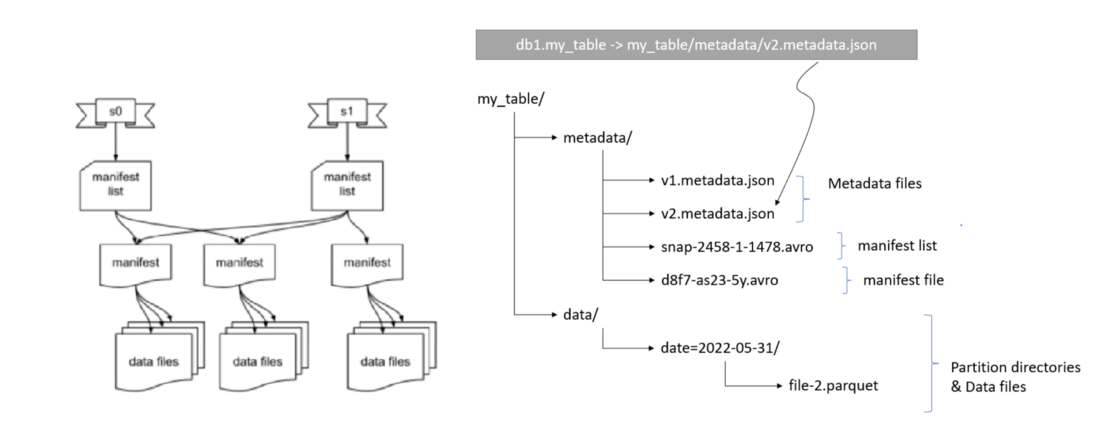 db1.my_table -> my_table/metadata/v2.metadata.json
s0
s1
manifest
list
manifest
list
manifest
manifest
manifest
data files
data files
data files
my_table/
metadata/
v1.metadata.json
v2.metadata.json
Metadata files
snap-2458-1-1478.avro
manifest list
d8f7-as23-5y.avro
manifest file
data/
date=2022-05-31/
file-2.parquet
Partition directories
& Data files